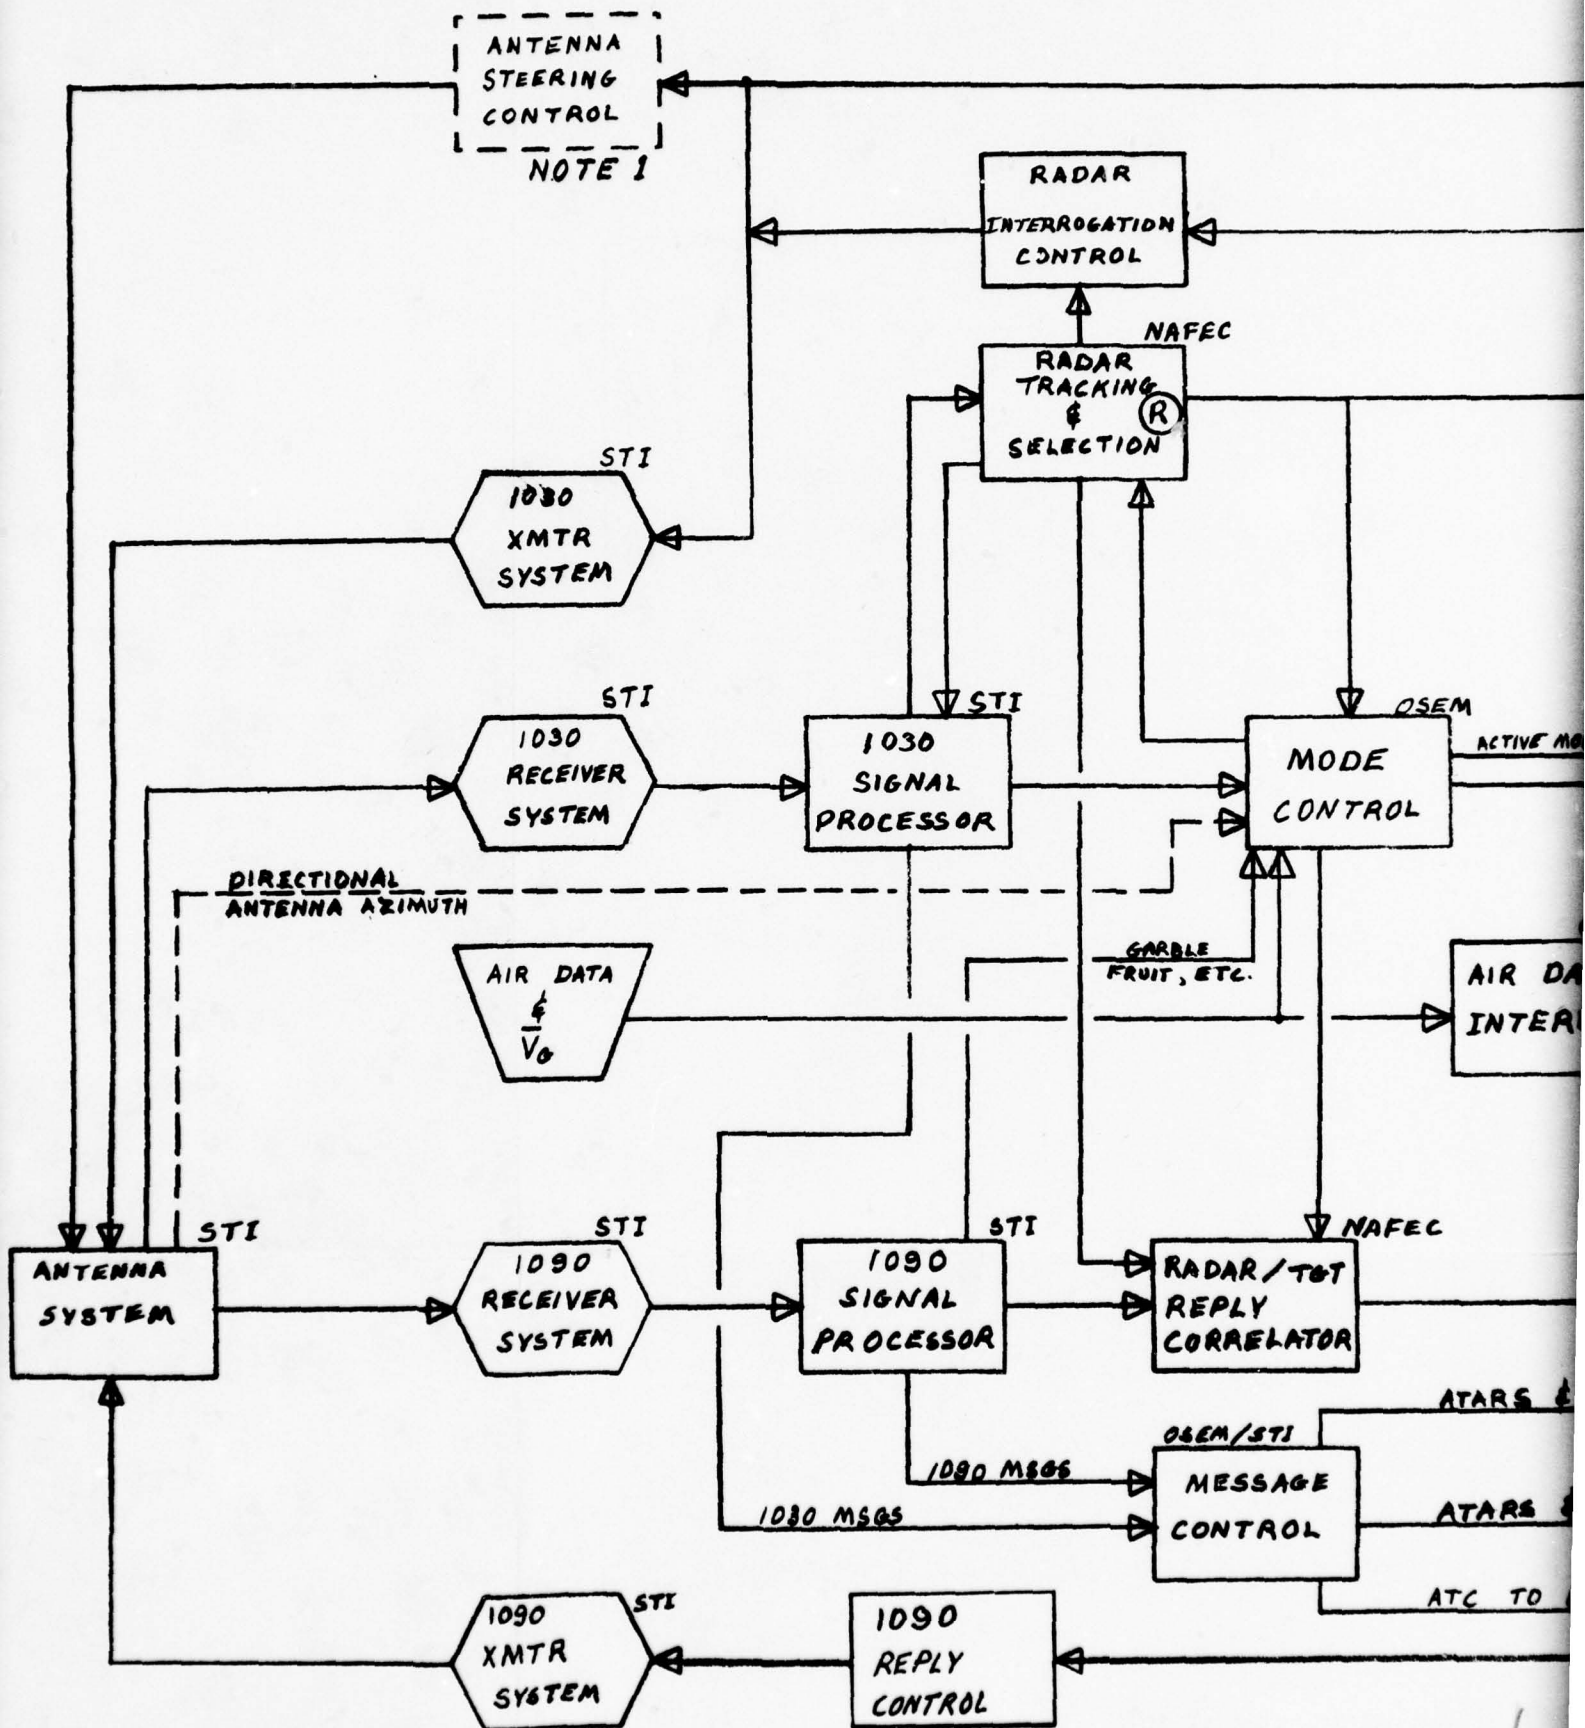 ANTENNA
STEERING
CONTROL
NOTE 1
RADAR
INTERROGATION
CONTROL
NAFEC
RADAR
TRACKING
&
SELECTION
R
STI
1030
XMTR
SYSTEM
STI
1030
RECEIVER
SYSTEM
STI
1030
SIGNAL
PROCESSOR
OSEM
MODE
CONTROL
ACTIVE
DIRECTIONAL
ANTENNA AZIMUTH
AIR DATA
&
VG
GARBLE
FRUIT, ETC.
AIR
STI
ANTENNA
SYSTEM
STI
1090
RECEIVER
SYSTEM
STI
1090
SIGNAL
PROCESSOR
NAFEC
RADAR/TGT
REPLY
CORRELATOR
ATARS &
OSEM/STI
MESSAGE
CONTROL
1090 MSGS
1030 MSGS
ATARS &
ATC TO
STI
1090
XMTR
SYSTEM
1090
REPLY
CONTROL